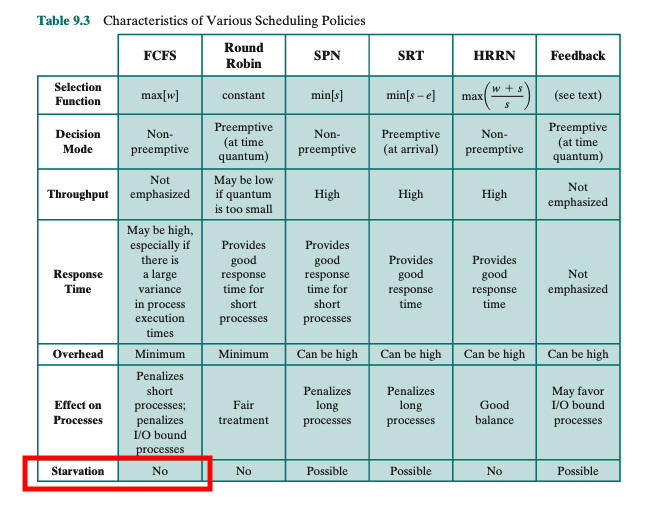 Table 9.3 Characteristics of Various Scheduling Policies
FCFS
Round
Robin
SPN
SRT
HRRN
Feedback
Selection
Function
max[w]
constant
min[s]
min[s – e]
max((w + s)/s)
(see text)
Decision
Mode
Non-
preemptive
Preemptive
(at time
quantum)
Non-
preemptive
Preemptive
(at arrival)
Non-
preemptive
Preemptive
(at time
quantum)
Throughput
Not
emphasized
May be low
if quantum
is too small
High
High
High
Not
emphasized
Response
Time
May be high,
especially if
there is
a large
variance
in process
execution
times
Provides
good
response
time for
short
processes
Provides
good
response
time for
short
processes
Provides
good
response
time
Provides
good
response
time
Not
emphasized
Overhead
Minimum
Minimum
Can be high
Can be high
Can be high
Can be high
Effect on
Processes
Penalizes
short
processes;
penalizes
I/O bound
processes
Fair
treatment
Penalizes
long
processes
Penalizes
long
processes
Good
balance
May favor
I/O bound
processes
Starvation
No
No
Possible
Possible
No
Possible